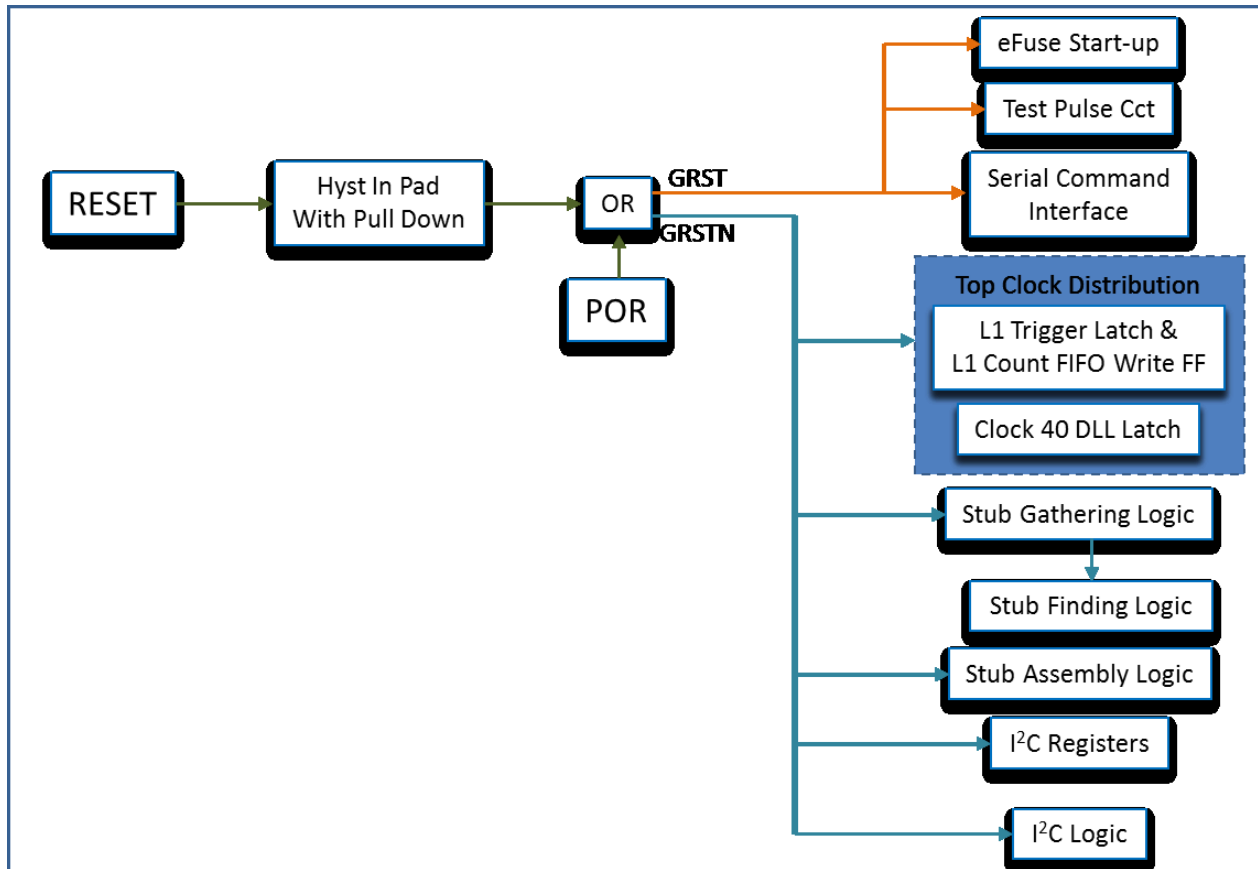 eFuse Start-up
Test Pulse Cct
Serial Command
Interface
RESET
Hyst In Pad
With Pull Down
OR
GRST
GRSTN
POR
Top Clock Distribution
L1 Trigger Latch &
L1 Count FIFO Write FF
Clock 40 DLL Latch
Stub Gathering Logic
Stub Finding Logic
Stub Assembly Logic
I²C Registers
I²C Logic